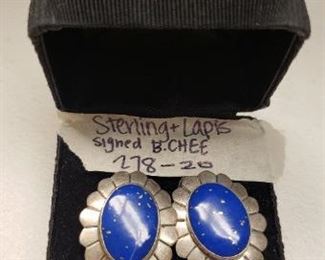 Sterling + Lapis
signed B.CHEE
278-20